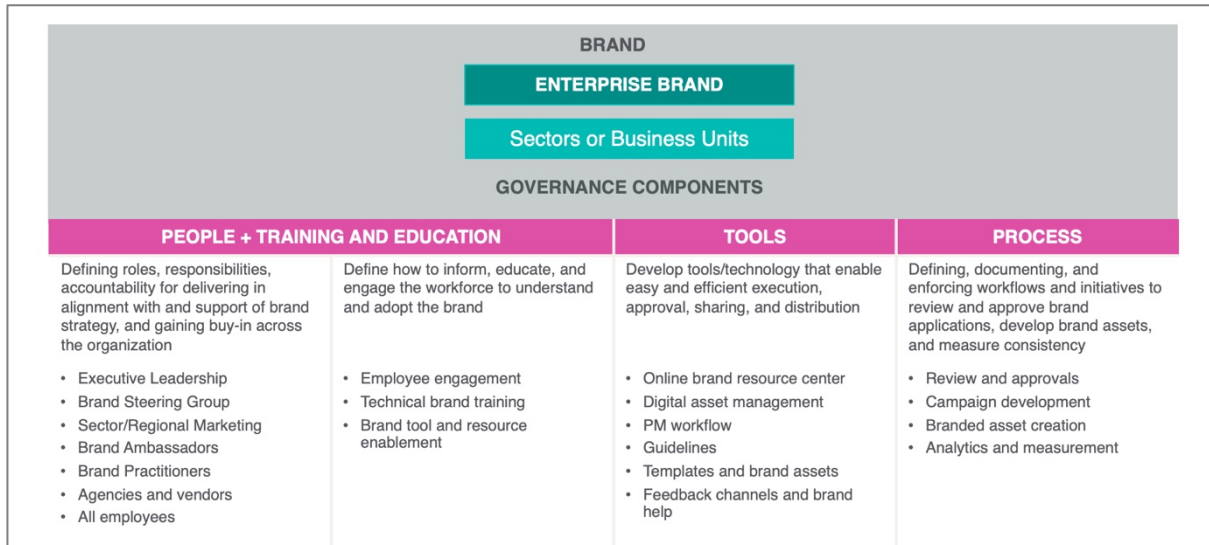 BRAND
ENTERPRISE BRAND
Sectors or Business Units
GOVERNANCE COMPONENTS
PEOPLE + TRAINING AND EDUCATION
Defining roles, responsibilities,
accountability for delivering in
alignment with and support of brand
strategy, and gaining buy-in across
the organization
• Executive Leadership
• Brand Steering Group
• Sector/Regional Marketing
• Brand Ambassadors
• Brand Practitioners
• Agencies and vendors
• All employees
Define how to inform, educate, and
engage the workforce to understand
and adopt the brand
• Employee engagement
• Technical brand training
• Brand tool and resource
enablement
TOOLS
Develop tools/technology that enable
easy and efficient execution,
approval, sharing, and distribution
• Online brand resource center
• Digital asset management
• PM workflow
• Guidelines
• Templates and brand assets
• Feedback channels and brand
help
PROCESS
Defining, documenting, and
enforcing workflows and initiatives to
review and approve brand
applications, develop brand assets,
and measure consistency
• Review and approvals
• Campaign development
• Branded asset creation
• Analytics and measurement